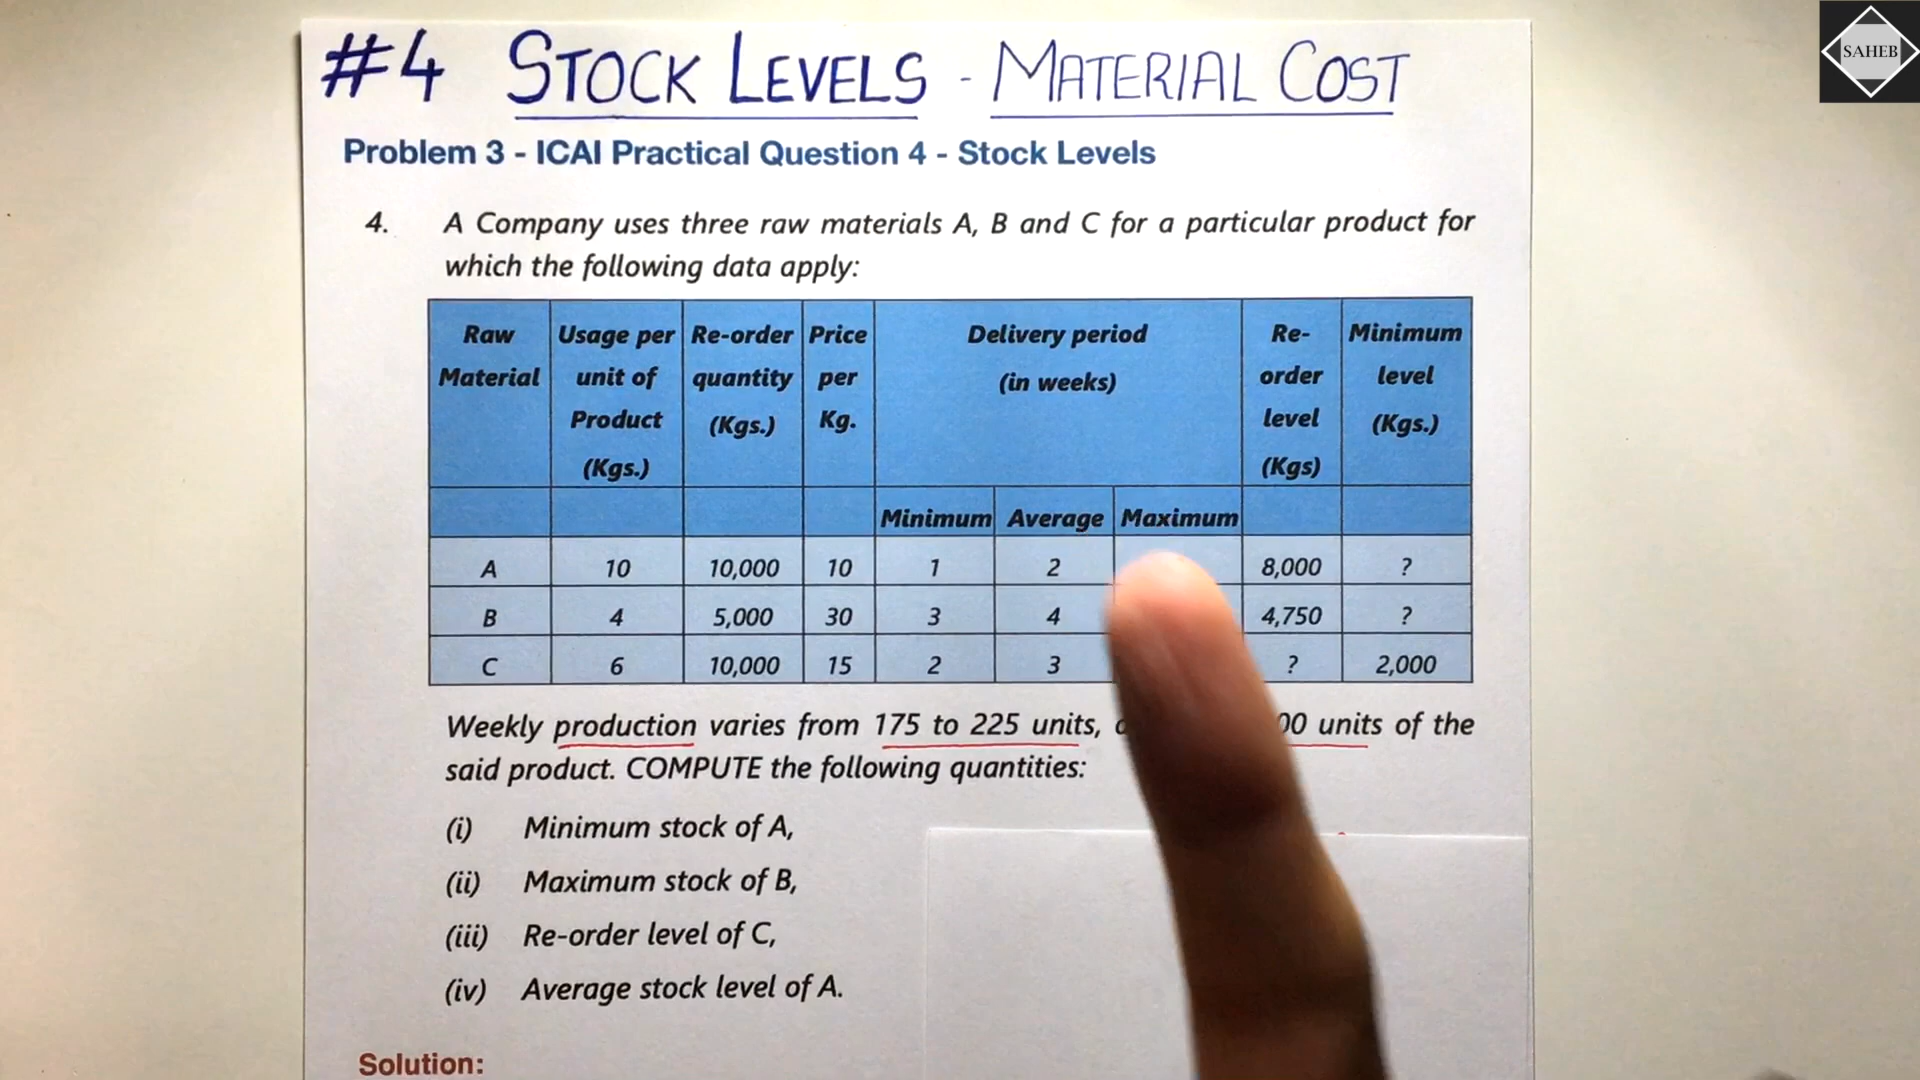 SAHEB
#4 STOCK LEVELS - MATERIAL COST
Problem 3 - ICAI Practical Question 4 - Stock Levels
4. A Company uses three raw materials A, B and C for a particular product for
which the following data apply:
Raw Material Usage per unit of Product (Kgs.) Re-order quantity (Kgs.) Price per Kg. Delivery period (in weeks) Re-order level (Kgs) Minimum level (Kgs.)
Minimum Average Maximum
A 10 10,000 10 1 2 8,000 ?
B 4 5,000 30 3 4 4,750 ?
C 6 10,000 15 2 3 ? 2,000
Weekly production varies from 175 to 225 units, 00 units of the
said product. COMPUTE the following quantities:
(i) Minimum stock of A,
(ii) Maximum stock of B,
(iii) Re-order level of C,
(iv) Average stock level of A.
Solution: